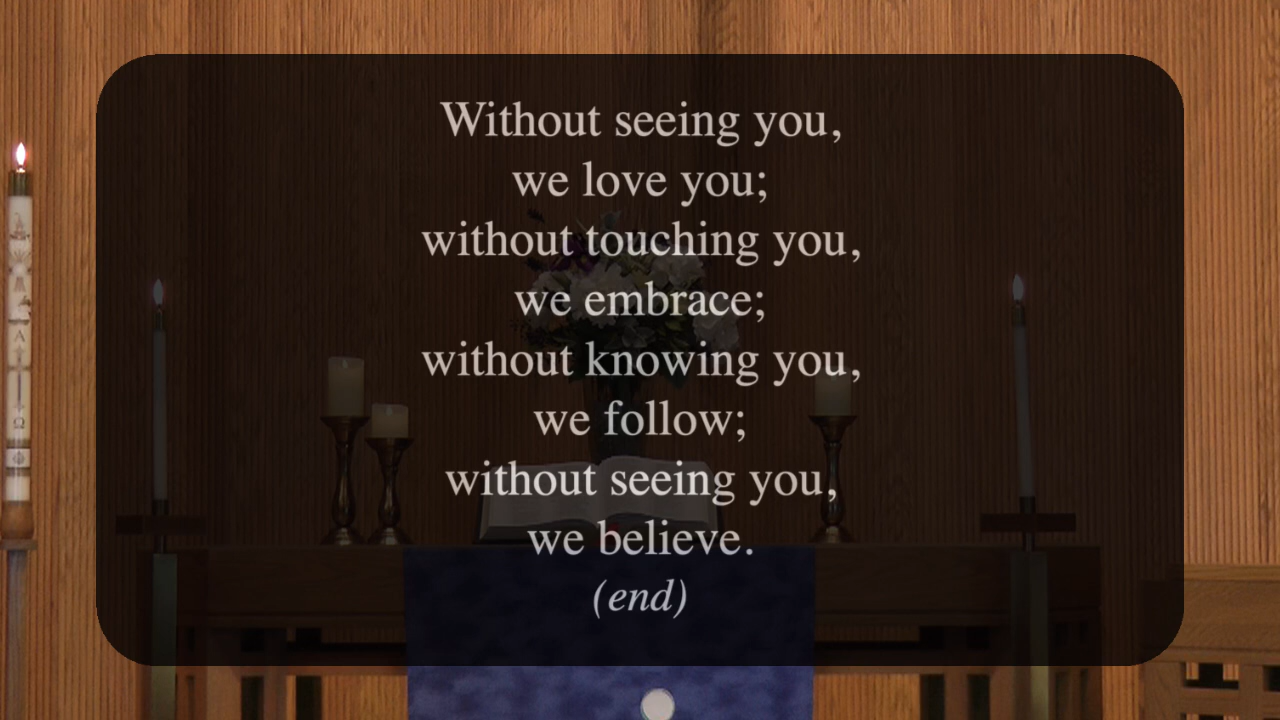 Without seeing you,
we love you;
without touching you,
we embrace;
without knowing you,
we follow;
without seeing you,
we believe.
(end)
Α
Ω